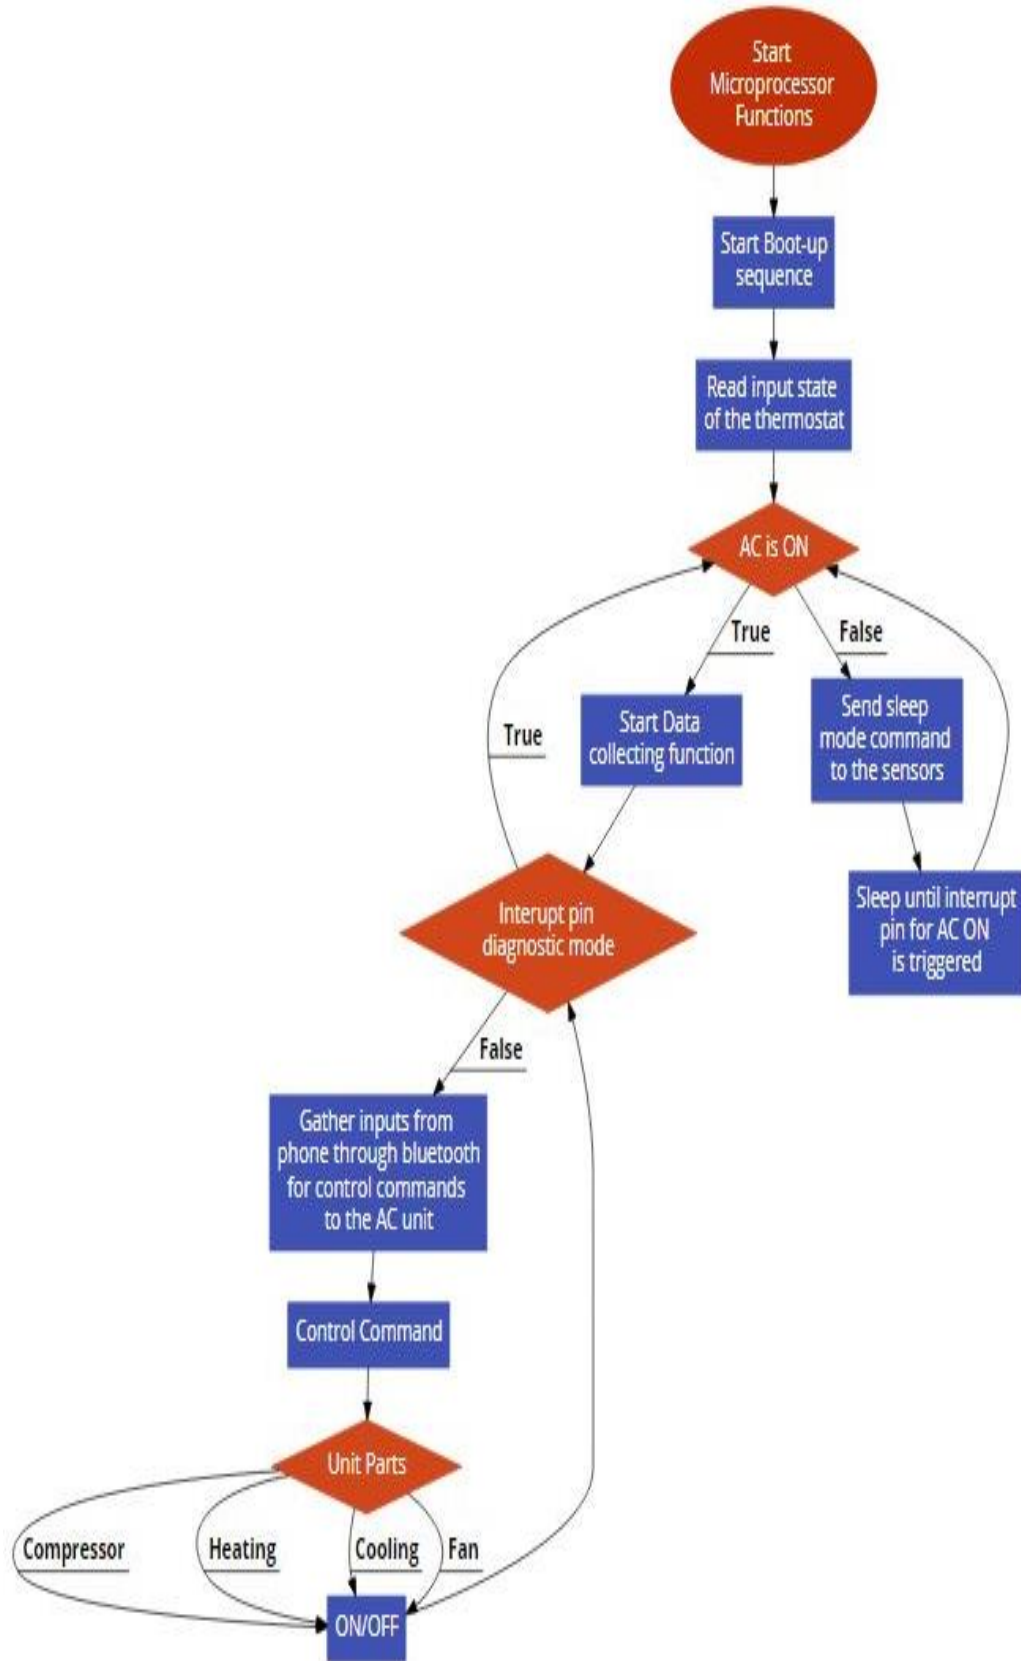 Start
Microprocessor
Functions
Start Boot-up
sequence
Read input state
of the thermostat
AC is ON
True
False
Start Data
collecting function
Send sleep
mode command
to the sensors
True
Interupt pin
diagnostic mode
Sleep until interrupt
pin for AC ON
is triggered
False
Gather inputs from
phone through bluetooth
for control commands
to the AC unit
Control Command
Unit Parts
Compressor
Heating
Cooling
Fan
ON/OFF